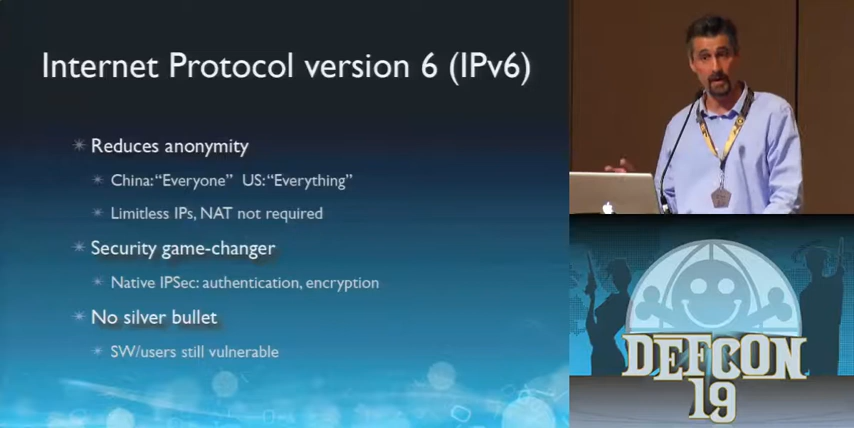 Internet Protocol version 6 (IPv6)
Reduces anonymity
China:“Everyone” US:“Everything”
Limitless IPs, NAT not required
Security game-changer
Native IPSec: authentication, encryption
No silver bullet
SW/users still vulnerable
DEFCON
19